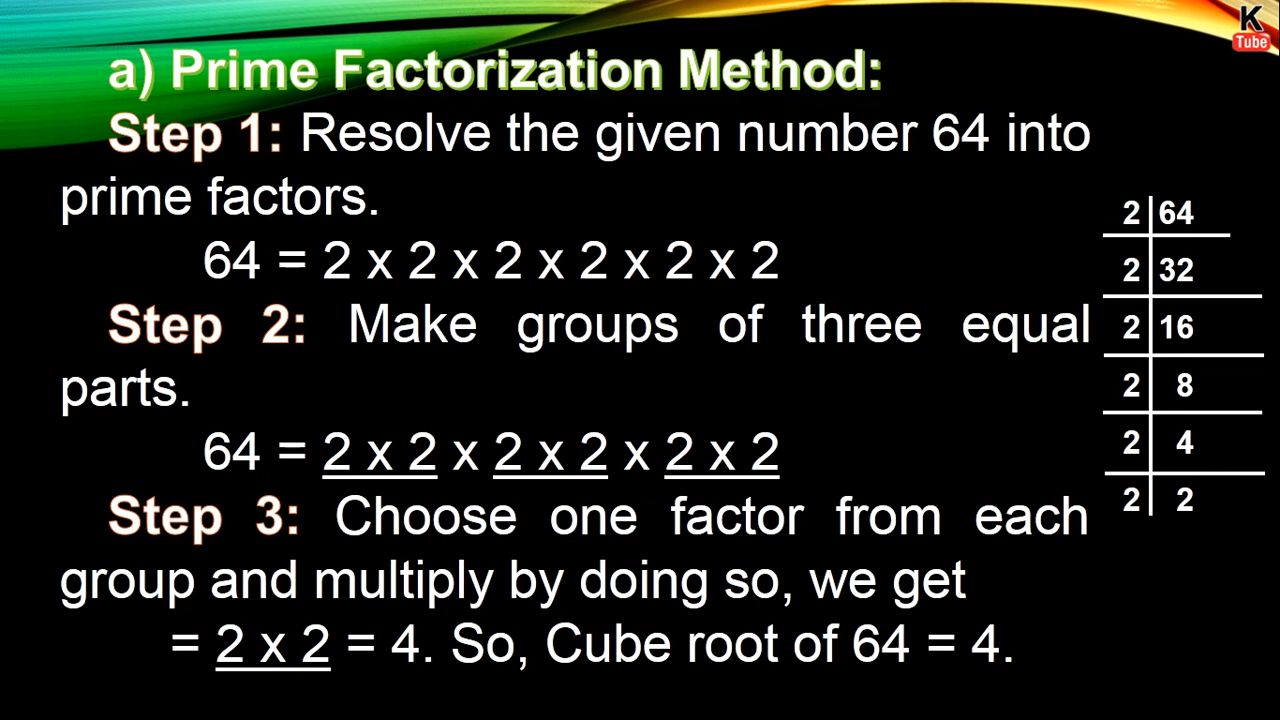 K
Tube
a) Prime Factorization Method:
Step 1: Resolve the given number 64 into
prime factors.
64 = 2 x 2 x 2 x 2 x 2 x 2
Step 2: Make groups of three equal
parts.
64 = 2 x 2 x 2 x 2 x 2 x 2
Step 3: Choose one factor from each
group and multiply by doing so, we get
= 2 x 2 = 4. So, Cube root of 64 = 4.
2 64
2 32
2 16
2 8
2 4
2 2